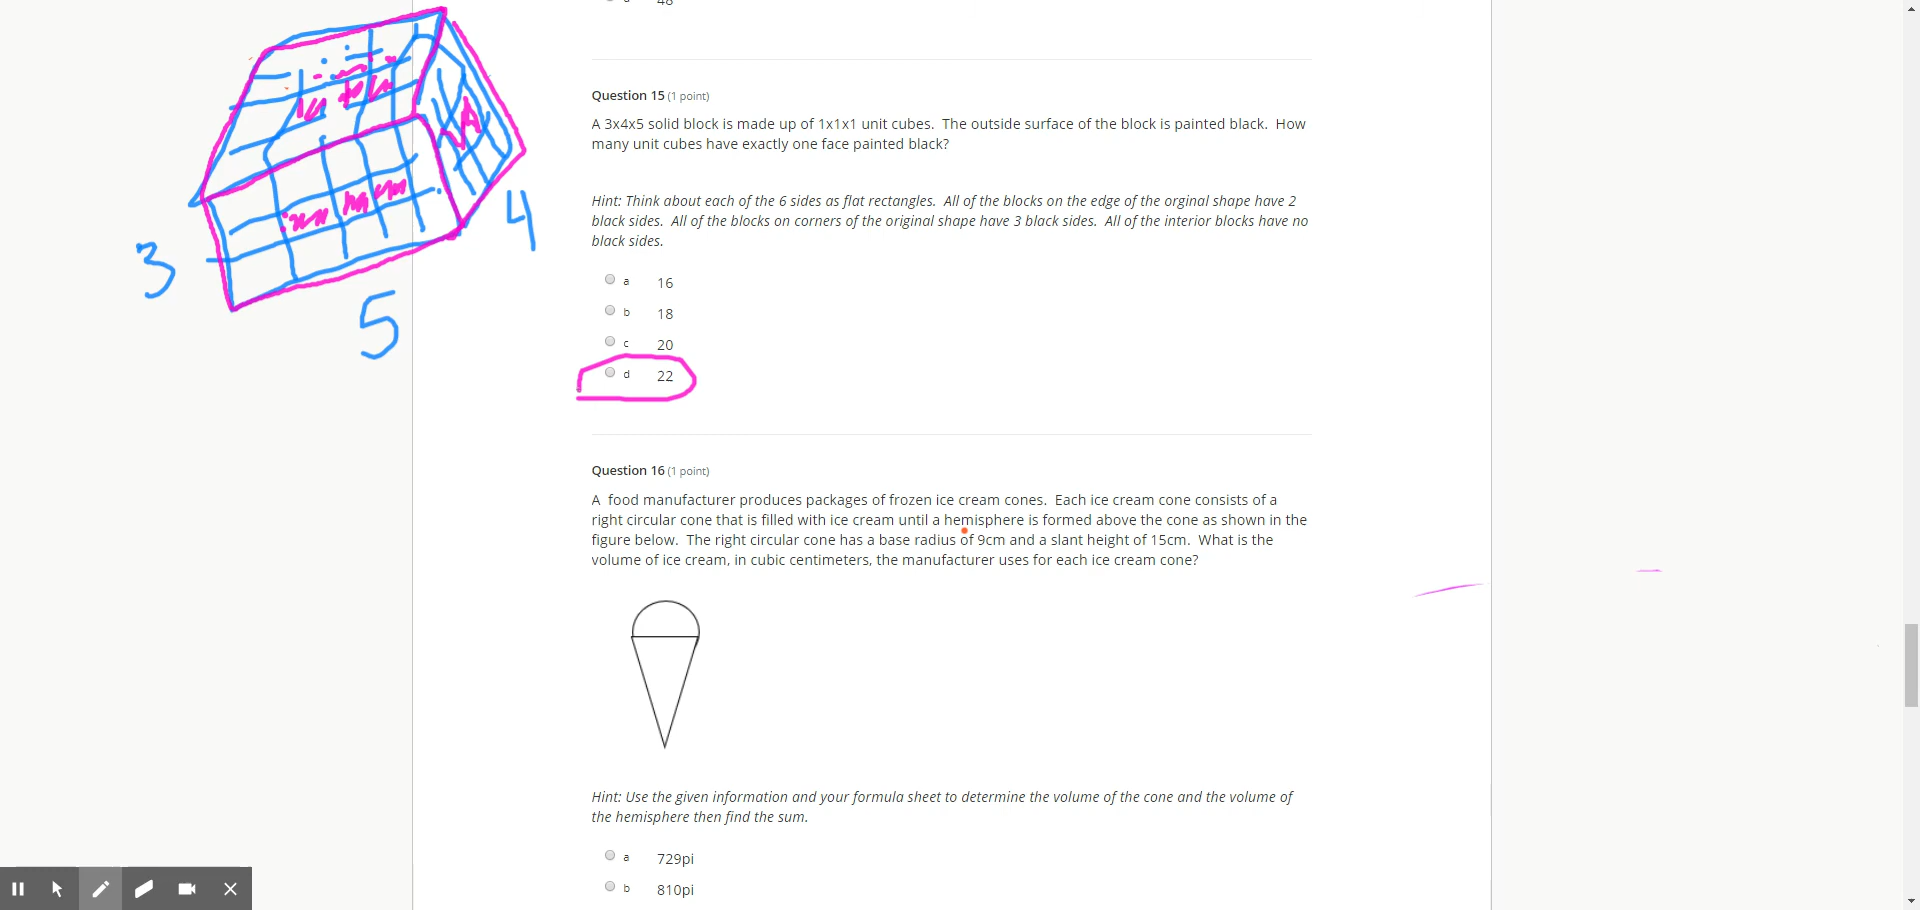 48
Question 15 (1 point)
A 3x4x5 solid block is made up of 1x1x1 unit cubes.  The outside surface of the block is painted black.  How
many unit cubes have exactly one face painted black?
Hint: Think about each of the 6 sides as flat rectangles.  All of the blocks on the edge of the orginal shape have 2
black sides.  All of the blocks on corners of the original shape have 3 black sides.  All of the interior blocks have no
black sides.
a 16
b 18
c 20
d 22
3
5
4
Question 16 (1 point)
A  food manufacturer produces packages of frozen ice cream cones.  Each ice cream cone consists of a
right circular cone that is filled with ice cream until a hemisphere is formed above the cone as shown in the
figure below.  The right circular cone has a base radius of 9cm and a slant height of 15cm.  What is the
volume of ice cream, in cubic centimeters, the manufacturer uses for each ice cream cone?
Hint: Use the given information and your formula sheet to determine the volume of the cone and the volume of
the hemisphere then find the sum.
a 729pi
b 810pi